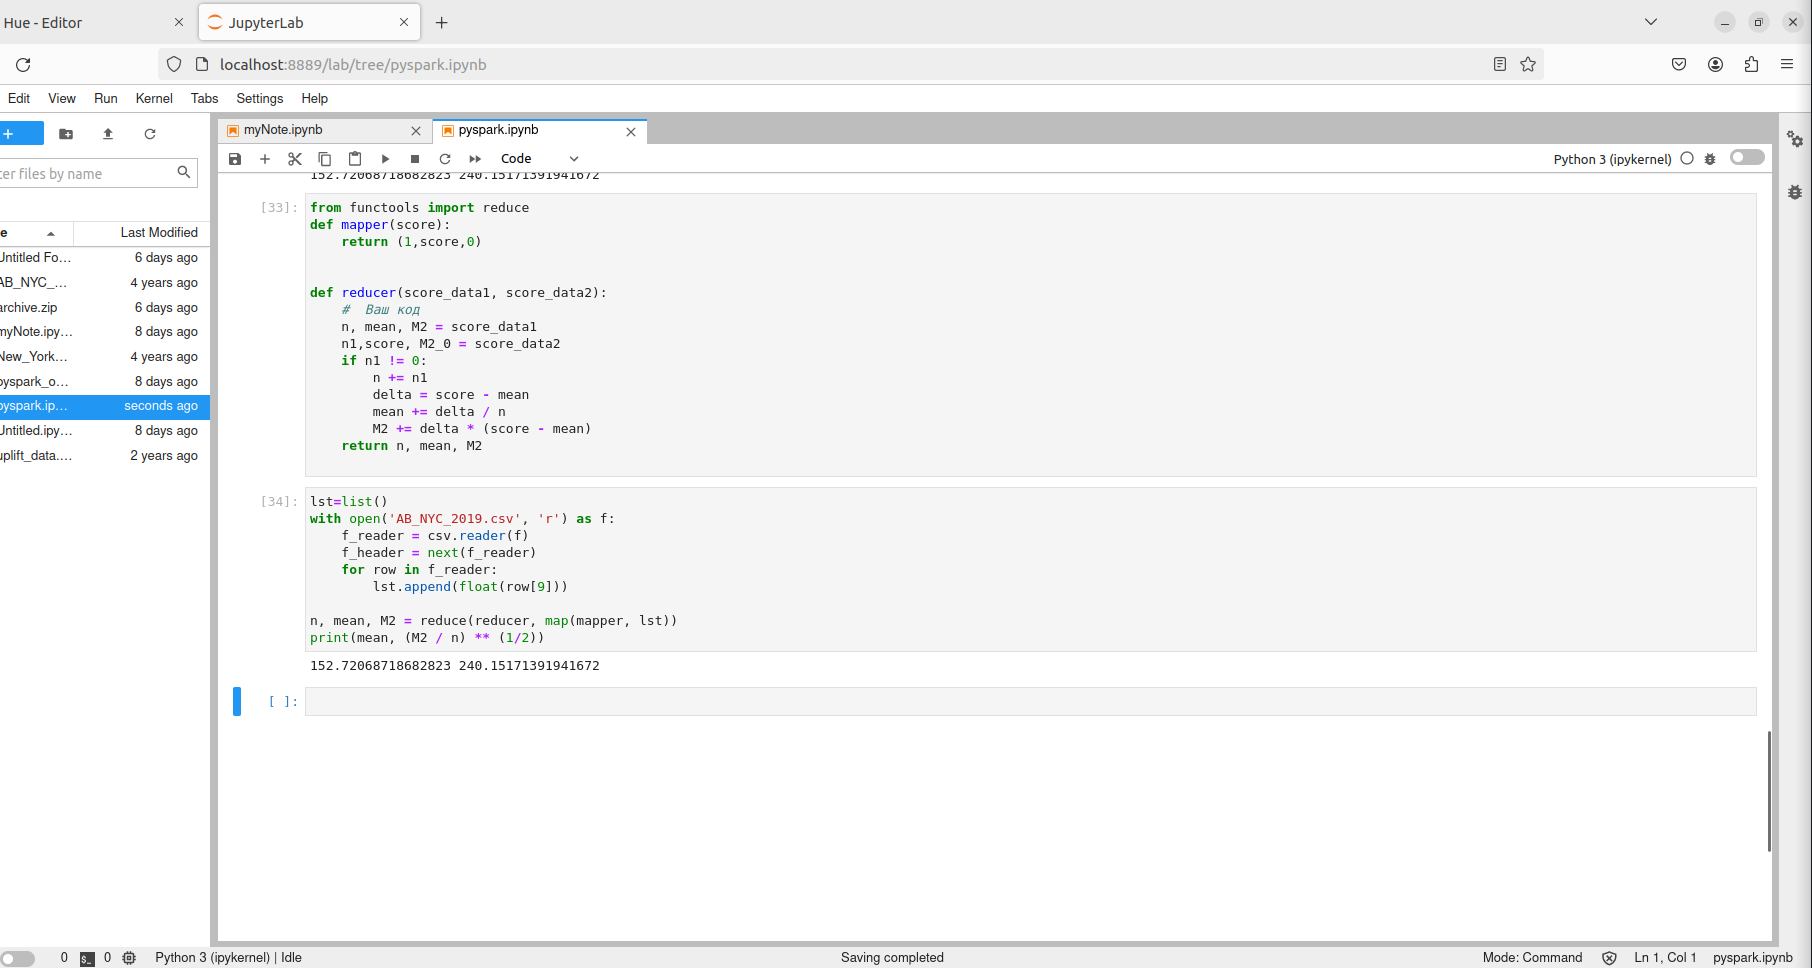 Hue - Editor
JupyterLab
localhost:8889/lab/tree/pyspark.ipynb
Edit View Run Kernel Tabs Settings Help
myNote.ipynb
pyspark.ipynb
Code
Python 3 (ipykernel)
ter files by name
e Last Modified
Untitled Fo... 6 days ago
AB_NYC_... 4 years ago
archive.zip 6 days ago
myNote.ipy... 8 days ago
New_York... 4 years ago
pyspark_o... 8 days ago
pyspark.ip... seconds ago
Untitled.ipy... 8 days ago
uplift_data.... 2 years ago
152.72068718682823 240.15171391941672
[33]:
from functools import reduce
def mapper(score):
    return (1,score,0)
def reducer(score_data1, score_data2):
    #  Ваш код
    n, mean, M2 = score_data1
    n1,score, M2_0 = score_data2
    if n1 != 0:
        n += n1
        delta = score - mean
        mean += delta / n
        M2 += delta * (score - mean)
    return n, mean, M2
[34]:
lst=list()
with open('AB_NYC_2019.csv', 'r') as f:
    f_reader = csv.reader(f)
    f_header = next(f_reader)
    for row in f_reader:
        lst.append(float(row[9]))
n, mean, M2 = reduce(reducer, map(mapper, lst))
print(mean, (M2 / n) ** (1/2))
152.72068718682823 240.15171391941672
[ ]:
0 $_ 0 Python 3 (ipykernel) | Idle
Saving completed
Mode: Command Ln 1, Col 1 pyspark.ipynb